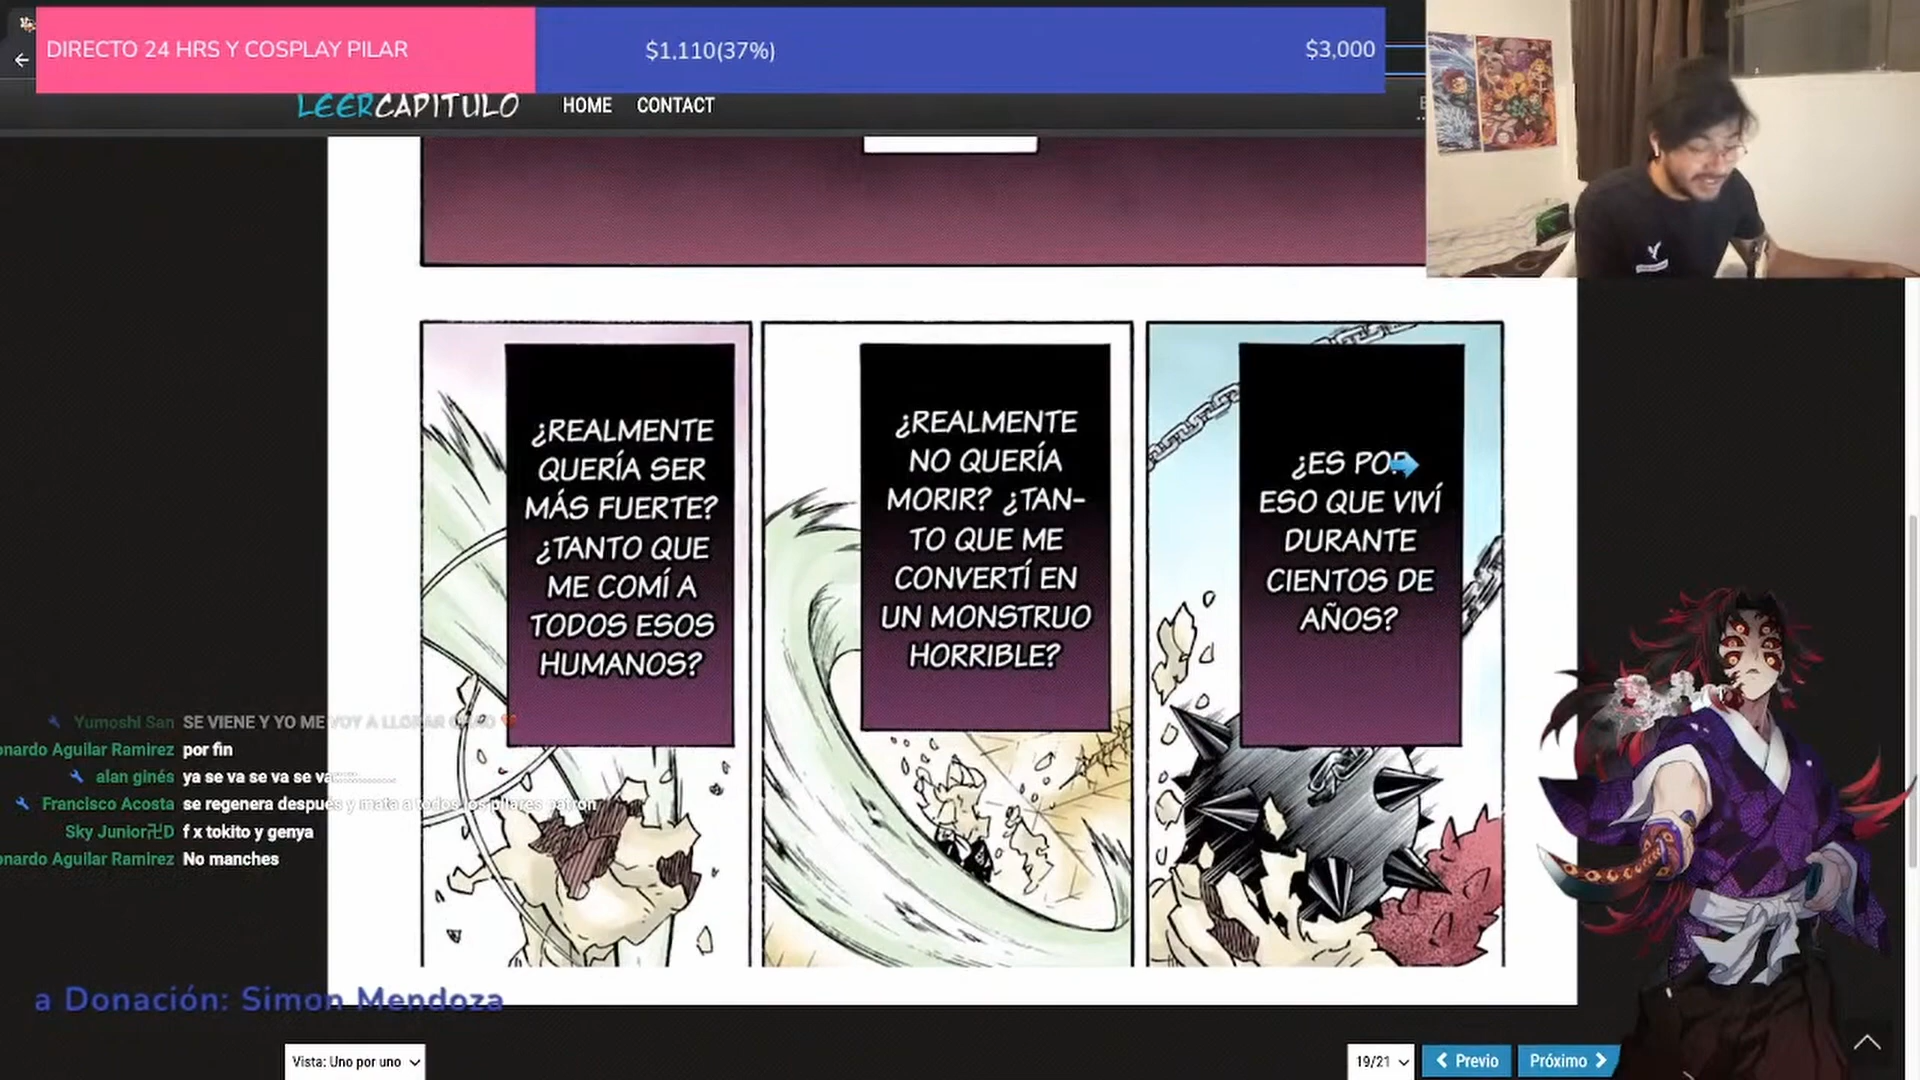 DIRECTO 24 HRS Y COSPLAY PILAR
$1,110(37%)
$3,000
LEERCAPITULO
HOME
CONTACT
¿REALMENTE
QUERÍA SER
MÁS FUERTE?
¿TANTO QUE
ME COMÍ A
TODOS ESOS
HUMANOS?
¿REALMENTE
NO QUERÍA
MORIR? ¿TAN-
TO QUE ME
CONVERTÍ EN
UN MONSTRUO
HORRIBLE?
¿ES POR
ESO QUE VIVÍ
DURANTE
CIENTOS DE
AÑOS?
Yumoshi San SE VIENE Y YO ME VOY A LLORAR
onardo Aguilar Ramirez por fin
alan ginés ya se va se va se va.............
Francisco Acosta se regenera después y mata a todos los pilares patron
Sky Junior卍D f x tokito y genya
onardo Aguilar Ramirez No manches
a Donación: Simon Mendoza
Vista: Uno por uno
19/21
Previo
Próximo